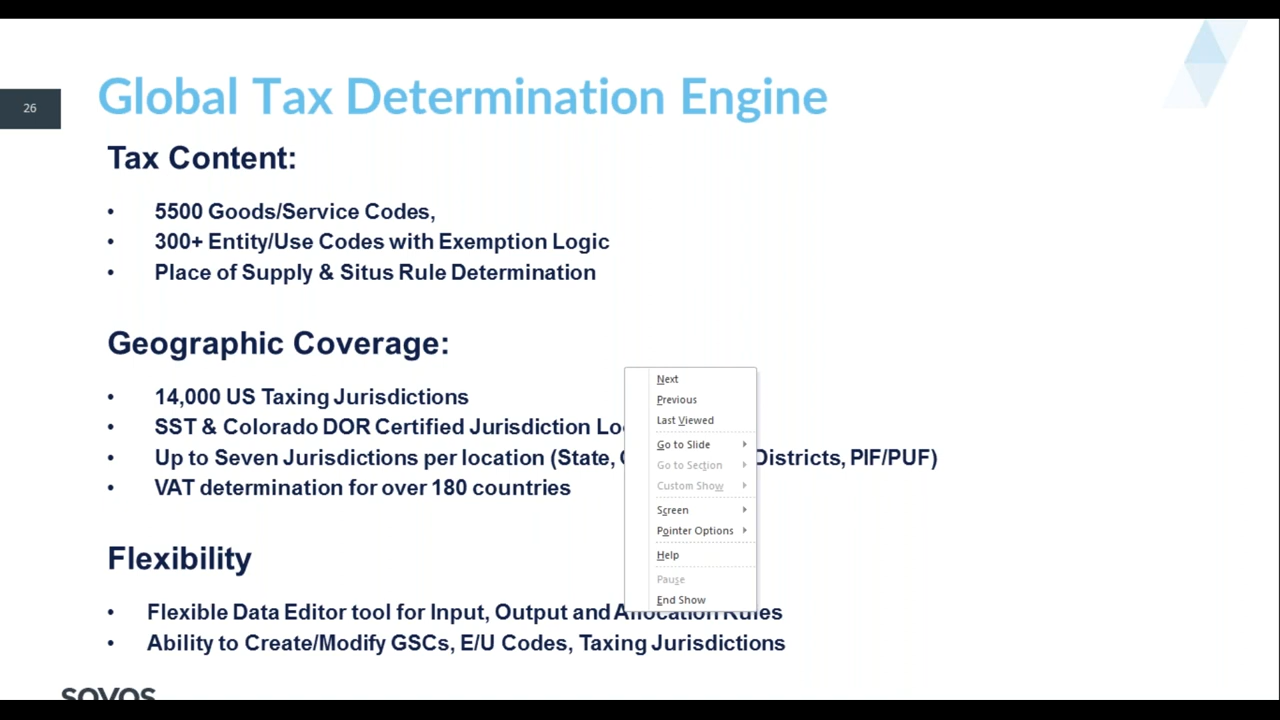 26
Global Tax Determination Engine
Tax Content:
• 5500 Goods/Service Codes,
• 300+ Entity/Use Codes with Exemption Logic
• Place of Supply & Situs Rule Determination
Geographic Coverage:
• 14,000 US Taxing Jurisdictions
• SST & Colorado DOR Certified Jurisdiction
• Up to Seven Jurisdictions per location (State, Districts, PIF/PUF)
• VAT determination for over 180 countries
Flexibility
• Flexible Data Editor tool for Input, Output and Allocation Rules
• Ability to Create/Modify GSCs, E/U Codes, Taxing Jurisdictions
Next
Previous
Last Viewed
Go to Slide
Go to Section
Custom Show
Screen
Pointer Options
Help
Pause
End Show
sovos